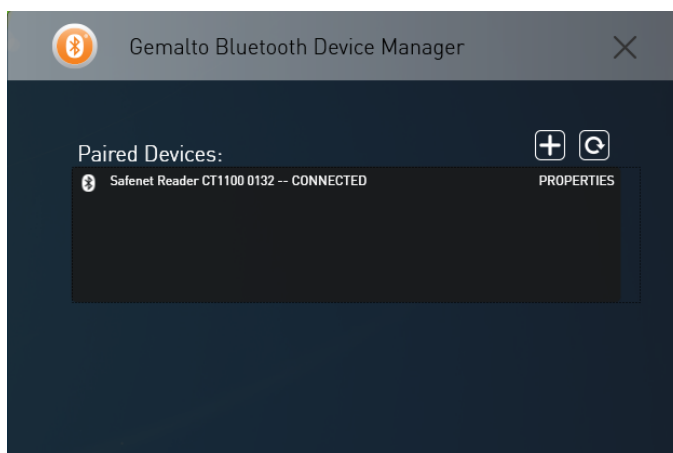 Gemalto Bluetooth Device Manager
Paired Devices:
Safenet Reader CT1100 0132 -- CONNECTED PROPERTIES